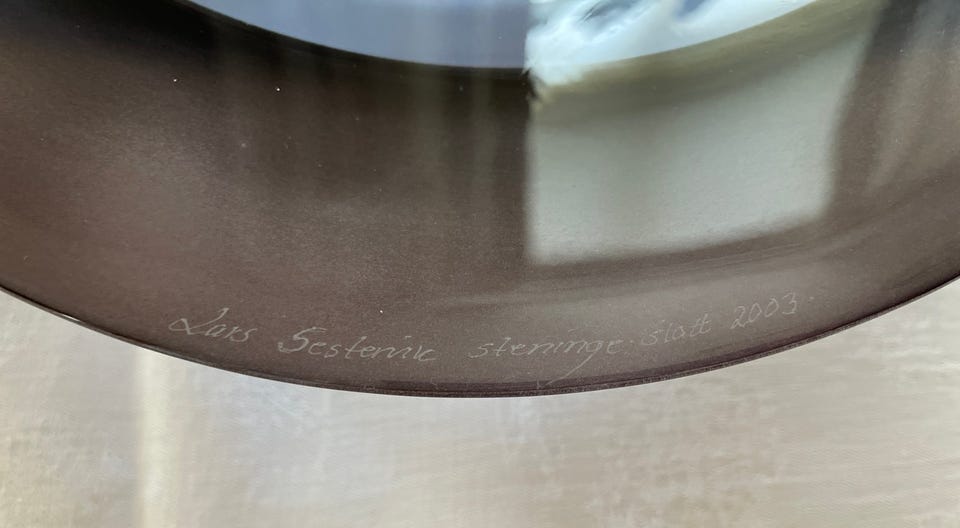 Lars Sestervik steninge slott 2003.